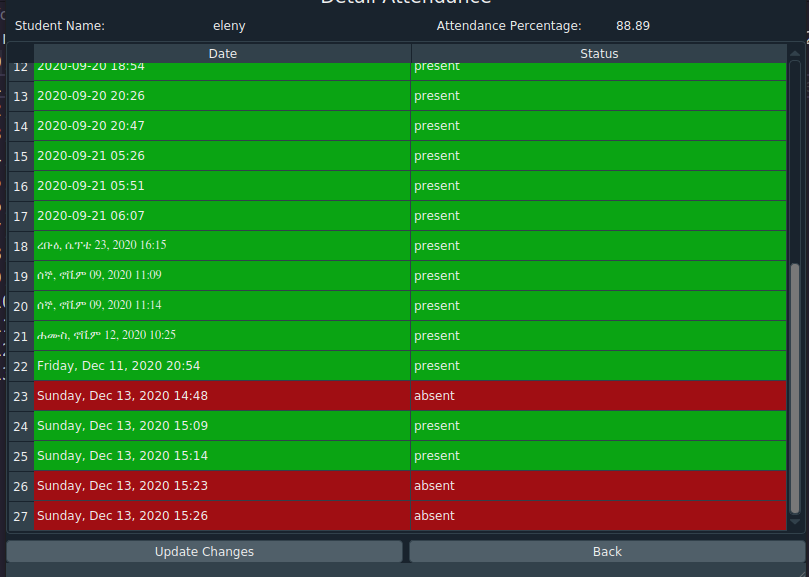 Detail Attendance
Student Name: eleny Attendance Percentage: 88.89
Date Status
12 2020-09-20 18:54 present
13 2020-09-20 20:26 present
14 2020-09-20 20:47 present
15 2020-09-21 05:26 present
16 2020-09-21 05:51 present
17 2020-09-21 06:07 present
18 ረቡዕ, ሴፕቴ 23, 2020 16:15 present
19 ሰኞ, ኖቬም 09, 2020 11:09 present
20 ሰኞ, ኖቬም 09, 2020 11:14 present
21 ሐሙስ, ኖቬም 12, 2020 10:25 present
22 Friday, Dec 11, 2020 20:54 present
23 Sunday, Dec 13, 2020 14:48 absent
24 Sunday, Dec 13, 2020 15:09 present
25 Sunday, Dec 13, 2020 15:14 present
26 Sunday, Dec 13, 2020 15:23 absent
27 Sunday, Dec 13, 2020 15:26 absent
Update Changes Back